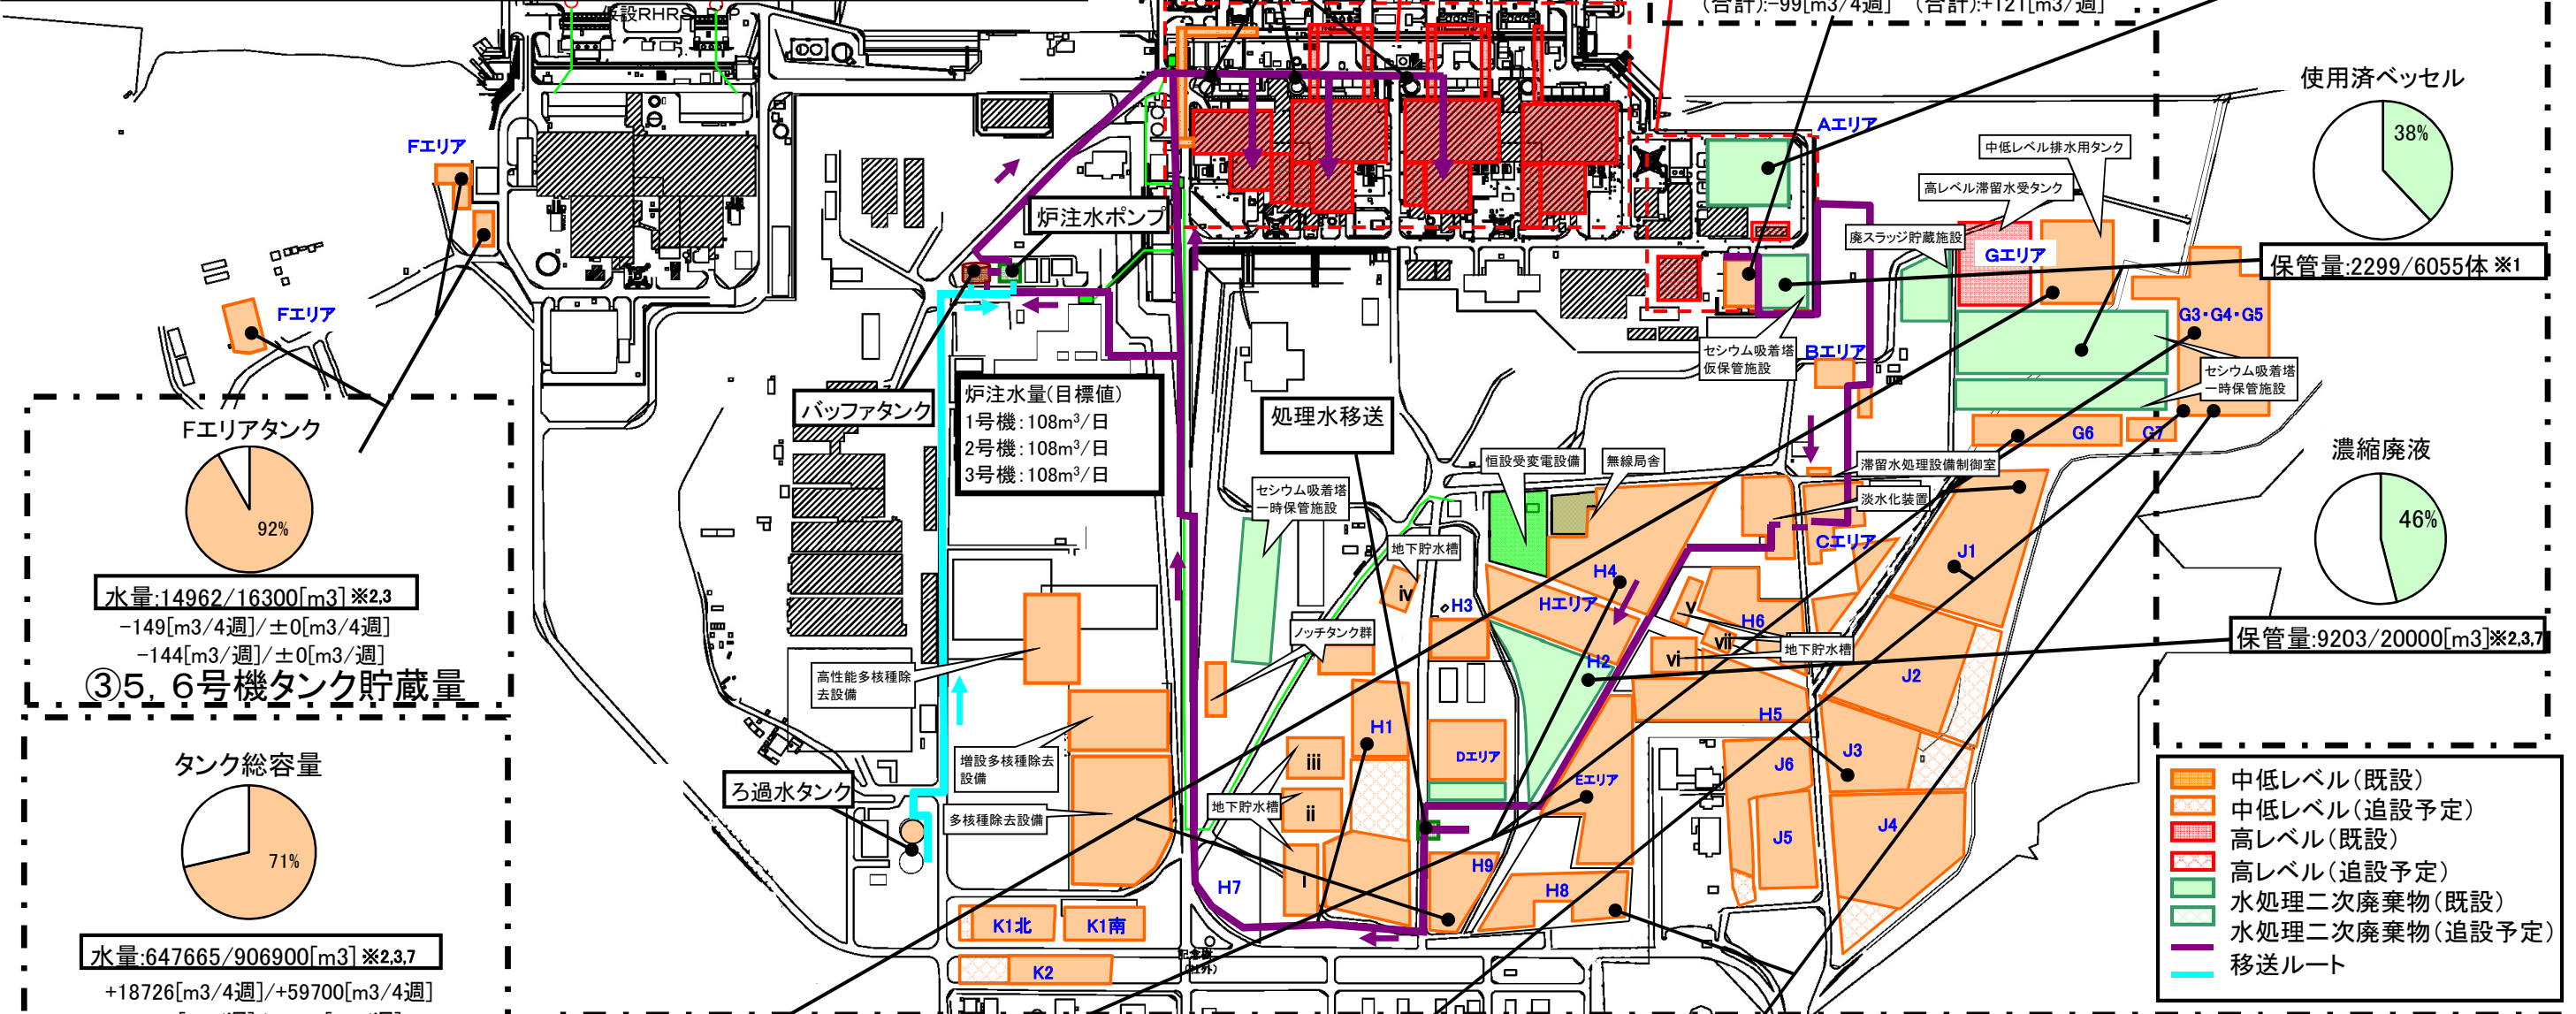 仮設RHRS
(合計):-99[m3/4週] (合計):+121[m3/週]
使用済ベッセル
38%
保管量:2299/6055体 ※1
Aエリア
中低レベル排水用タンク
高レベル滞留水受タンク
廃スラッジ貯蔵施設
Gエリア
G3・G4・G5
セシウム吸着塔
仮保管施設
Bエリア
セシウム吸着塔
一時保管施設
G6
G7
Fエリア
Fエリア
炉注水ポンプ
バッファタンク
炉注水量(目標値)
1号機:108m³/日
2号機:108m³/日
3号機:108m³/日
処理水移送
恒設受変電設備
無線局舎
滞留水処理設備制御室
淡水化装置
Cエリア
セシウム吸着塔
一時保管施設
地下貯水槽
iv
H3
H4
Hエリア
v
H6
vii
vi
地下貯水槽
H2
J1
J2
濃縮廃液
46%
保管量:9203/20000[m3]※2,3,7
Fエリアタンク
92%
水量:14962/16300[m3]※2,3
-149[m3/4週]/±0[m3/4週]
-144[m3/週]/±0[m3/週]
③5，6号機タンク貯蔵量
ノッチタンク群
高性能多核種除
去設備
増設多核種除去
設備
多核種除去設備
ろ過水タンク
H1
iii
ii
i
地下貯水槽
Dエリア
Eエリア
H5
J6
J3
J5
J4
H7
H9
H8
K1北
K1南
K2
タンク総容量
71%
水量:647665/906900[m3]※2,3,7
+18726[m3/4週]/+59700[m3/4週]
中低レベル(既設)
中低レベル(追設予定)
高レベル(既設)
高レベル(追設予定)
水処理二次廃棄物(既設)
水処理二次廃棄物(追設予定)
移送ルート